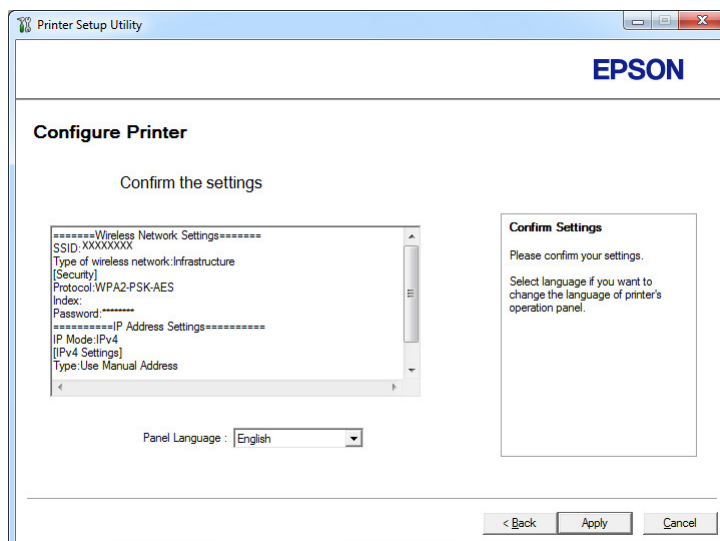 Printer Setup Utility
EPSON
Configure Printer
Confirm the settings
=======Wireless Network Settings=======
SSID:XXXXXXXX
Type of wireless network:Infrastructure
[Security]
Protocol:WPA2-PSK-AES
Index:
Password:********
==========IP Address Settings==========
IP Mode:IPv4
[IPv4 Settings]
Type:Use Manual Address
Panel Language : English
Confirm Settings
Please confirm your settings.
Select language if you want to
change the language of printer's
operation panel.
< Back Apply Cancel